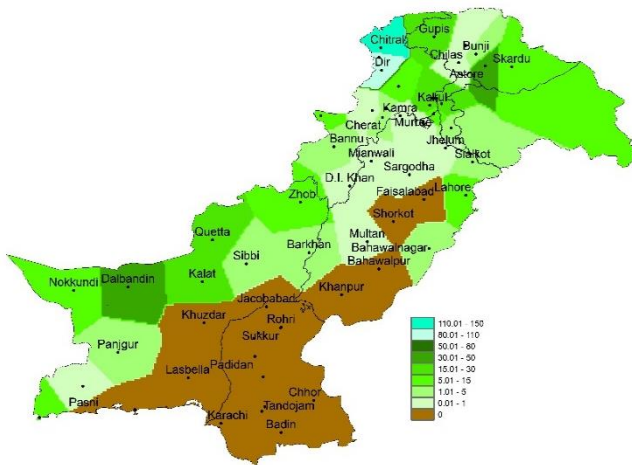 Gupis
Chitral
Bunji
Chilas
Skardu
Dir
Astore
Kakul
Kamra
Murree
Cherat
Bannu
Jhelum
Mianwali
Sialkot
Sargodha
D.I. Khan
Faisalabad
Lahore
Zhob
Shorkot
Quetta
Multan
Barkhan
Bahawalnagar
Sibbi
Bahawalpur
Kalat
Nokkundi
Dalbandin
Khanpur
Jacobabad
Khuzdar
Rohri
Sukkur
Panjgur
Padidan
Lasbella
Chhor
Pasni
Tandojam
Karachi
Badin
110.01 - 150
80.01 - 110
50.01 - 80
30.01 - 50
15.01 - 30
5.01 - 15
1.01 - 5
0.01 - 1
0